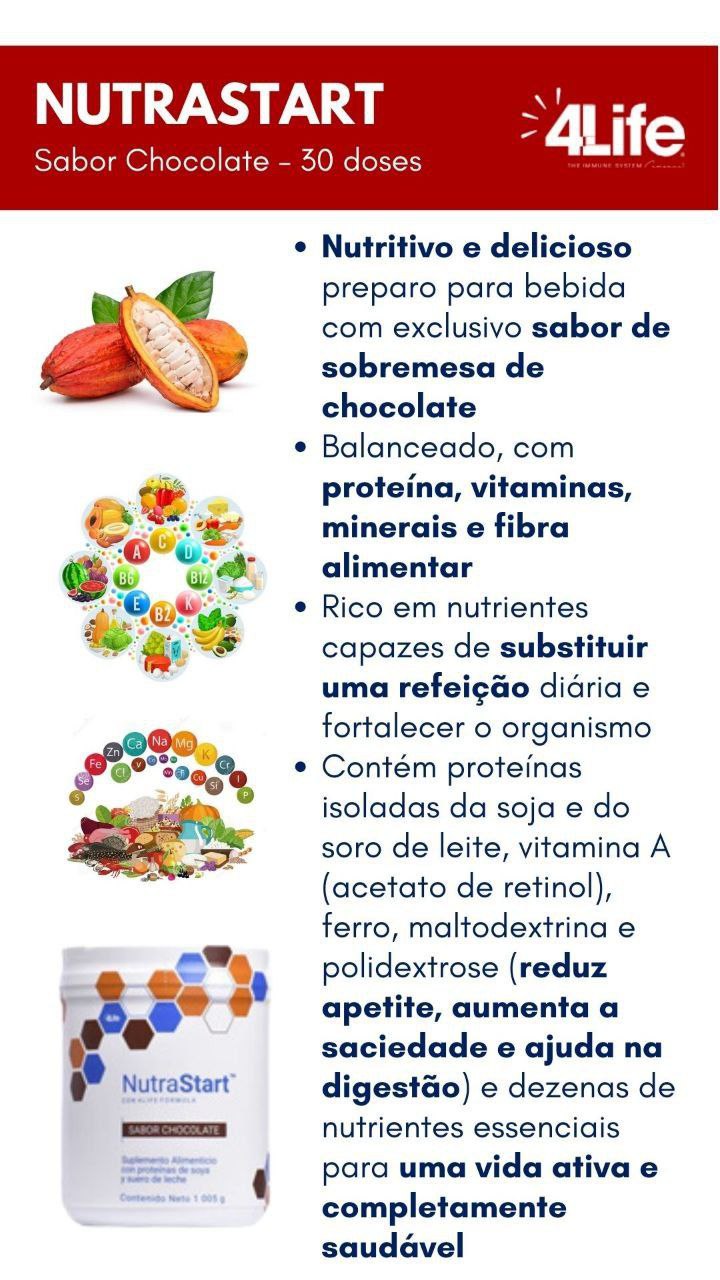 NUTRASTART
Sabor Chocolate - 30 doses
4Life
THE IMMUNE SYSTEM
• Nutritivo e delicioso
preparo para bebida
com exclusivo sabor de
sobremesa de
chocolate
• Balanceado, com
proteína, vitaminas,
minerais e fibra
alimentar
• Rico em nutrientes
capazes de substituir
uma refeição diária e
fortalecer o organismo
• Contém proteínas
isoladas da soja e do
soro de leite, vitamina A
(acetato de retinol),
ferro, maltodextrina e
polidextrose (reduz
apetite, aumenta a
saciedade e ajuda na
digestão) e dezenas de
nutrientes essenciais
para uma vida ativa e
completamente
saudável
A C D
B6 B12
E B2 K
Fe Zn Ca Na Mg K Cr I
Se Cl V Cu Si
S P
4Life
NutraStart™
CON 4LIFE FORMULA
SABOR CHOCOLATE
Suplemento Alimenticio
con proteínas de soya
y suero de leche
Contenido Neto 1 005 g